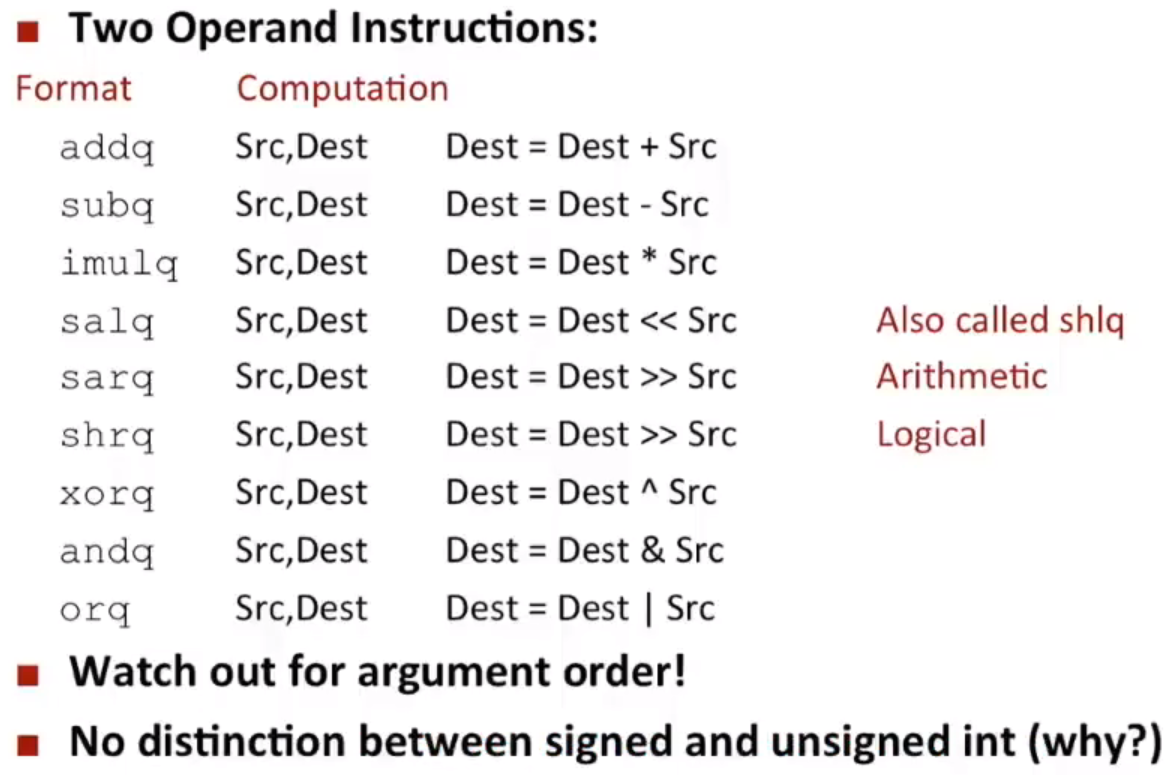 Two Operand Instructions:
Format Computation
addq Src,Dest Dest = Dest + Src
subq Src,Dest Dest = Dest - Src
imulq Src,Dest Dest = Dest * Src
salq Src,Dest Dest = Dest << Src Also called shlq
sarq Src,Dest Dest = Dest >> Src Arithmetic
shrq Src,Dest Dest = Dest >> Src Logical
xorq Src,Dest Dest = Dest ^ Src
andq Src,Dest Dest = Dest & Src
orq Src,Dest Dest = Dest | Src
Watch out for argument order!
No distinction between signed and unsigned int (why?)